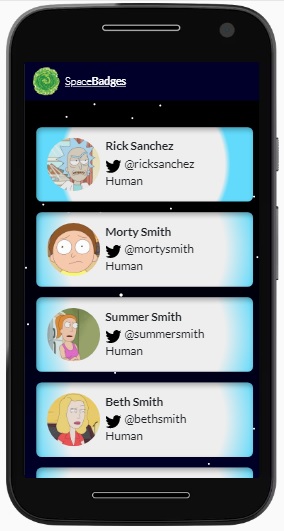 SpaceBadges
Rick Sanchez
@ricksanchez
Human
Morty Smith
@mortysmith
Human
Summer Smith
@summersmith
Human
Beth Smith
@bethsmith
Human